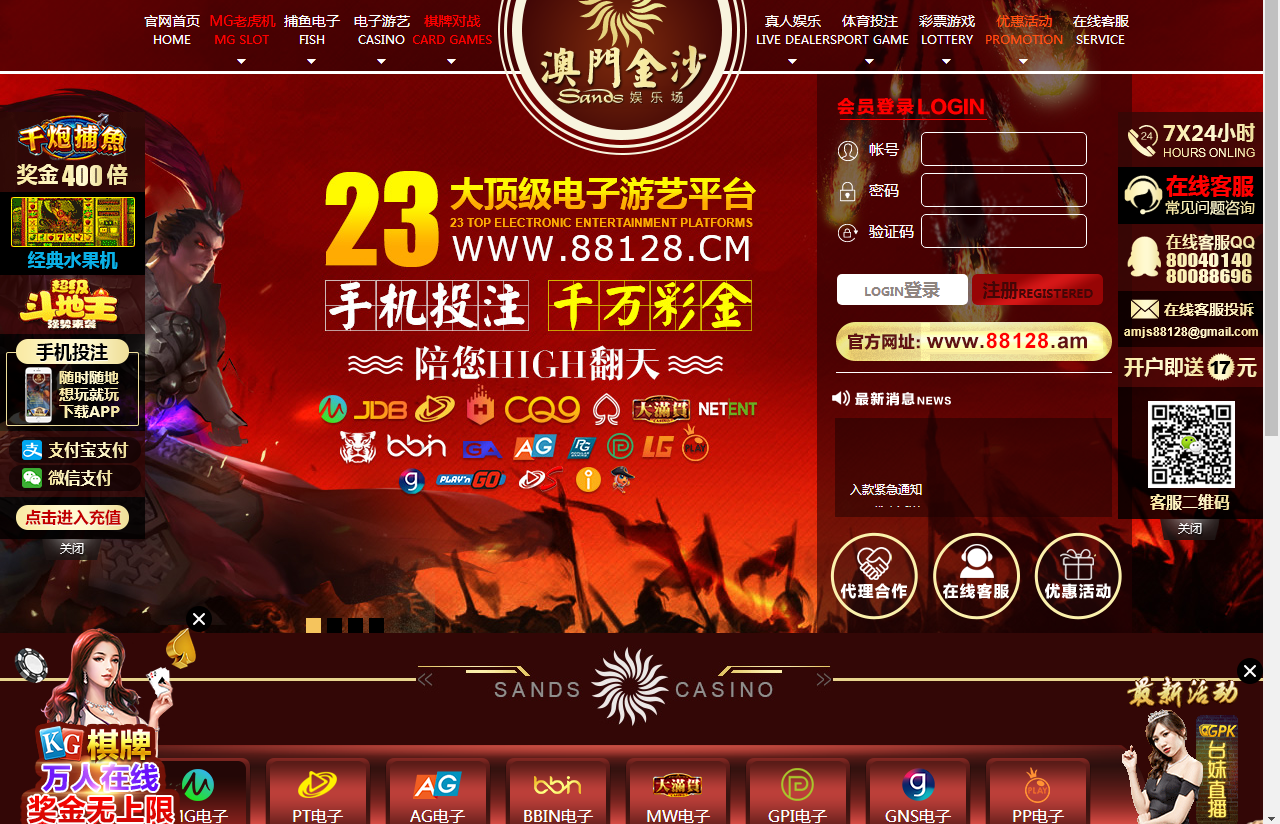 官网首页 MG老虎机 捕鱼电子 电子游艺 棋牌对战
HOME MG SLOT FISH CASINO CARD GAMES
真人娱乐 体育投注 彩票游戏 优惠活动 在线客服
LIVE DEALER SPORT GAME LOTTERY PROMOTION SERVICE
澳門金沙
Sands 娱乐场
千炮捕魚
奖金400倍
经典水果机
超级
斗地主
强势来袭
手机投注
随时随地
想玩就玩
下载APP
支付宝支付
微信支付
点击进入充值
关闭
23
大顶级电子游艺平台
23 TOP ELECTRONIC ENTERTAINMENT PLATFORMS
WWW.88128.CM
手机投注 千万彩金
陪您HIGH翻天
JDB H CQ9 大滿貫 NETENT
bbin GA AG PG POPULAR GAMING LG PLAY
g PLAY'n GO i
会员登录LOGIN
帐号
密码
验证码
LOGIN登录 注册REGISTERED
官方网址: www.88128.am
最新消息NEWS
入款紧急通知
代理合作 在线客服 优惠活动
24 7X24小时
HOURS ONLING
在线客服
常见问题咨询
在线客服QQ
80040140
80088696
在线客服投诉
amjs88128@gmail.com
开户即送17元
客服二维码
关闭
SANDS CASINO
KG棋牌
万人在线
奖金无上限
最新活动
GPK
台妹直播
AG bbin 大滿貫 g PLAY
MG电子 PT电子 AG电子 BBIN电子 MW电子 GPI电子 GNS电子 PP电子